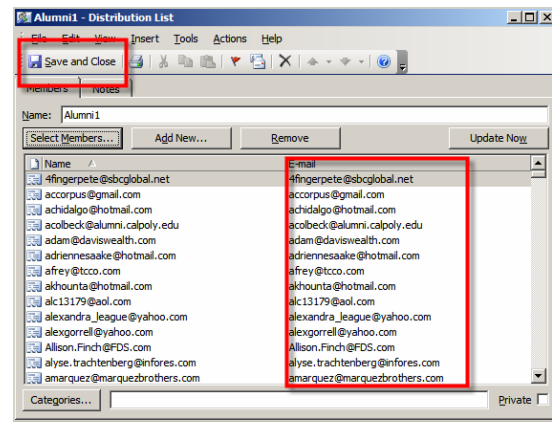 Alumni1 - Distribution List
File Edit View Insert Tools Actions Help
Save and Close
Members Notes
Name: Alumni1
Select Members... Add New... Remove Update Now
Name E-mail
4fingerpete@sbcglobal.net 4fingerpete@sbcglobal.net
accorpus@gmail.com accorpus@gmail.com
achidalgo@hotmail.com achidalgo@hotmail.com
acolbeck@alumni.calpoly.edu acolbeck@alumni.calpoly.edu
adam@daviswealth.com adam@daviswealth.com
adriennesaake@hotmail.com adriennesaake@hotmail.com
afrey@tcco.com afrey@tcco.com
akhounta@hotmail.com akhounta@hotmail.com
alc13179@aol.com alc13179@aol.com
alexandra_league@yahoo.com alexandra_league@yahoo.com
alexgorrell@yahoo.com alexgorrell@yahoo.com
Allison.Finch@FDS.com Allison.Finch@FDS.com
alyse.trachtenberg@infores.com alyse.trachtenberg@infores.com
amarquez@marquezbrothers.com amarquez@marquezbrothers.com
Categories... Private